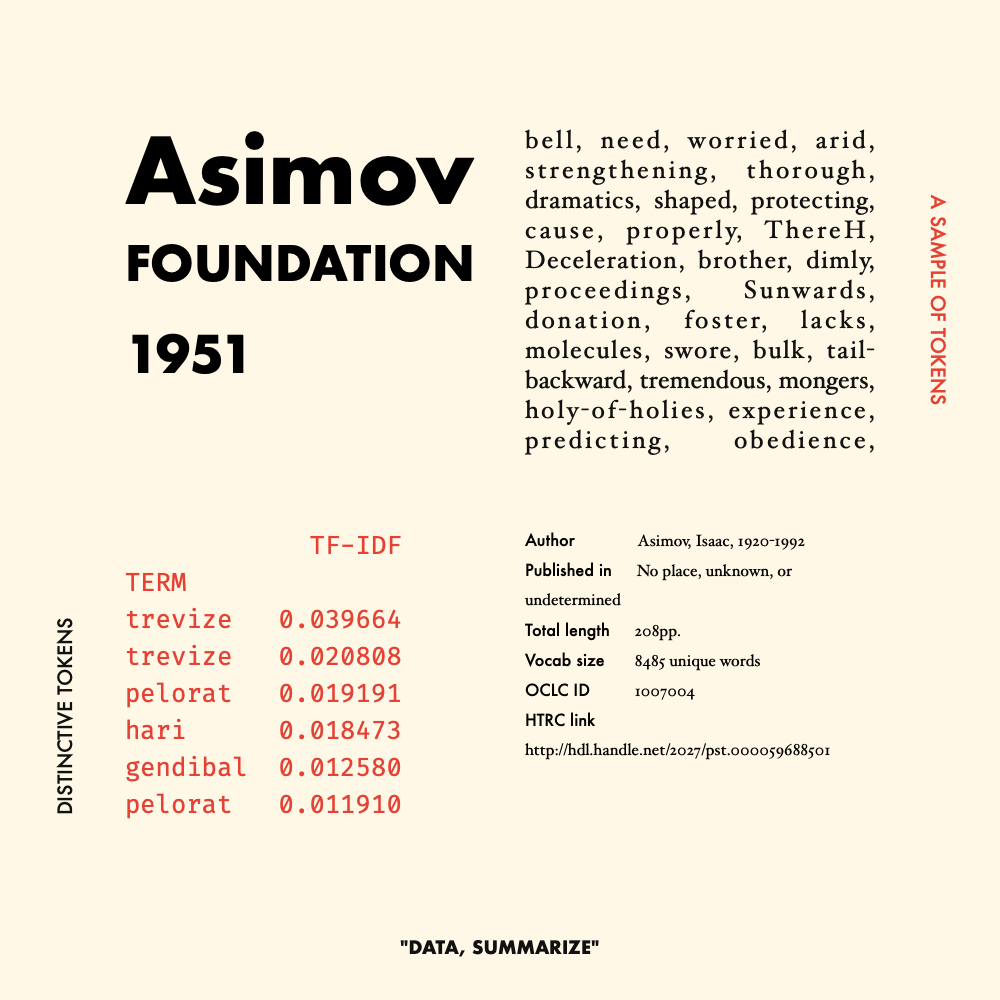 Asimov
FOUNDATION
1951
bell, need, worried, arid,
strengthening, thorough,
dramatics, shaped, protecting,
cause, properly, ThereH,
Deceleration, brother, dimly,
proceedings, Sunwards,
donation, foster, lacks,
molecules, swore, bulk, tail-
backward, tremendous, mongers,
holy-of-holies, experience,
predicting, obedience,
A SAMPLE OF TOKENS
DISTINCTIVE TOKENS
TF-IDF
TERM
trevize 0.039664
trevize 0.020808
pelorat 0.019191
hari 0.018473
gendibal 0.012580
pelorat 0.011910
Author Asimov, Isaac, 1920-1992
Published in No place, unknown, or
undetermined
Total length 208pp.
Vocab size 8485 unique words
OCLC ID 1007004
HTRC link
http://hdl.handle.net/2027/pst.000059688501
"DATA, SUMMARIZE"